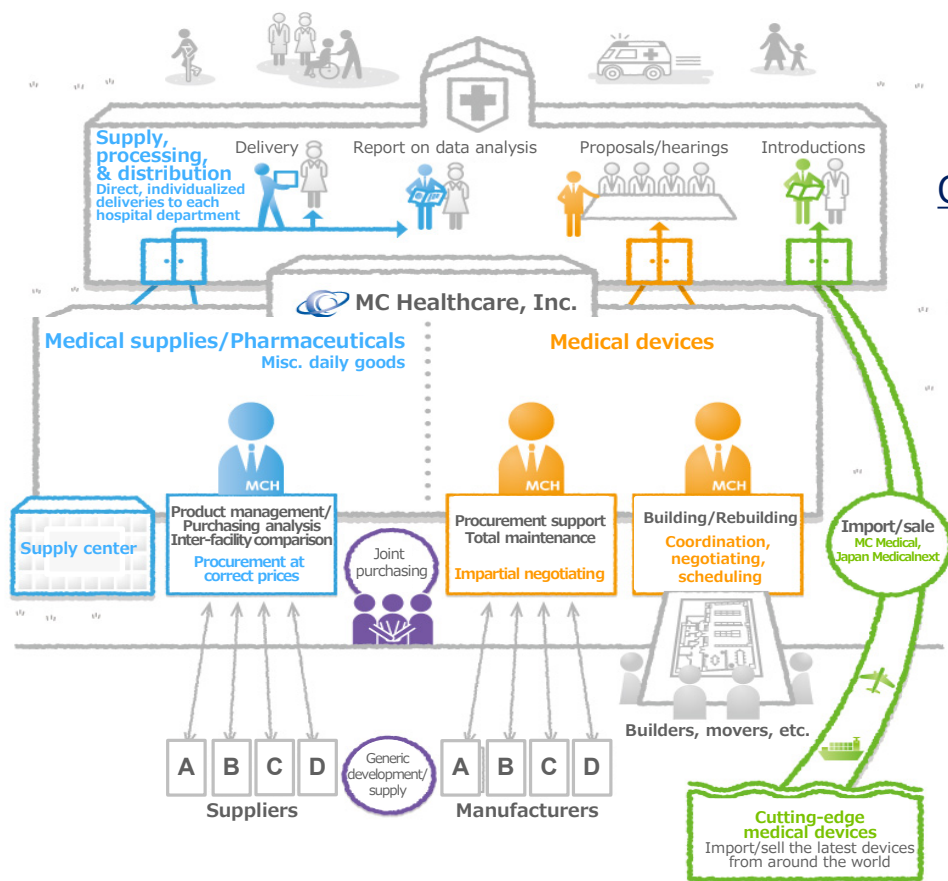 Supply,
processing,
& distribution
Direct, individualized
deliveries to each
hospital department
Delivery
Report on data analysis
Proposals/hearings
Introductions
MC Healthcare, Inc.
Medical supplies/Pharmaceuticals
Misc. daily goods
Medical devices
MCH
MCH
MCH
Supply center
Product management/
Purchasing analysis
Inter-facility comparison
Procurement at
correct prices
Joint
purchasing
Procurement support
Total maintenance
Impartial negotiating
Building/Rebuilding
Coordination,
negotiating,
scheduling
Import/sale
MC Medical,
Japan Medicalnext
Builders, movers, etc.
A B C D
Suppliers
Generic
development/
supply
A B C D
Manufacturers
Cutting-edge
medical devices
Import/sell the latest devices
from around the world